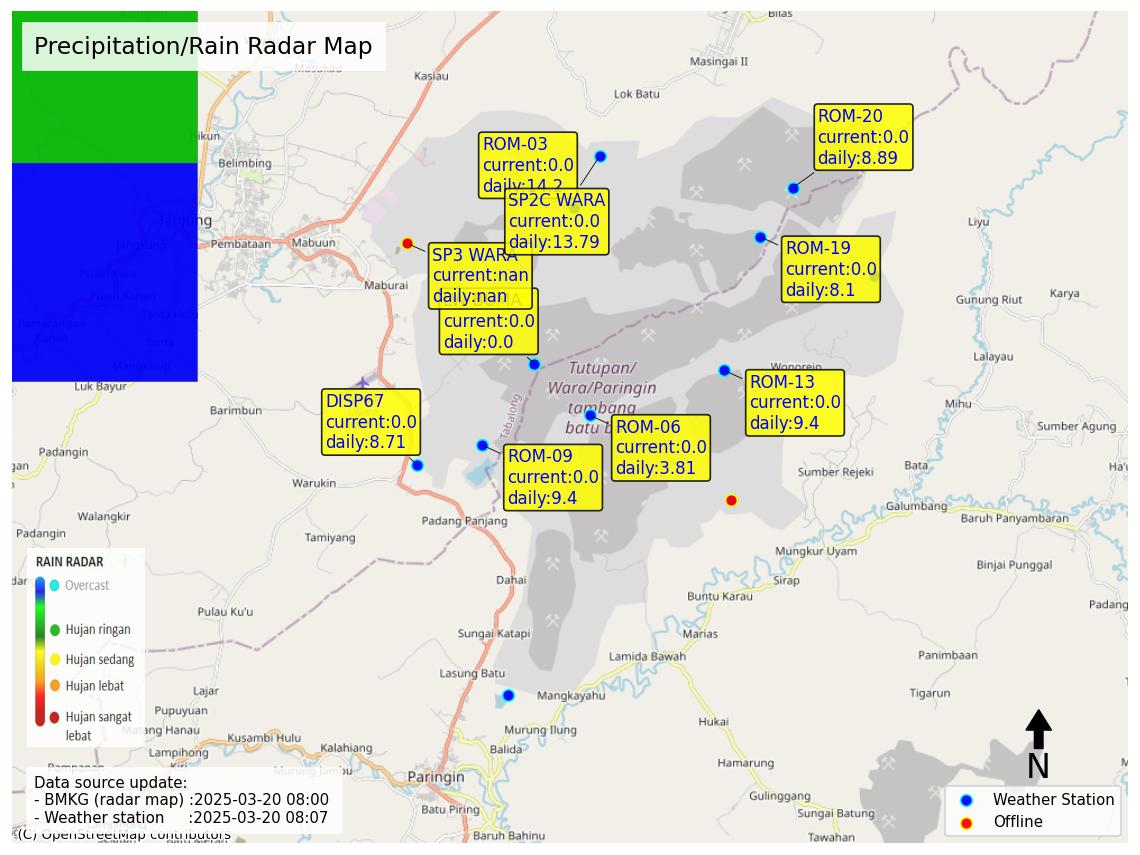 Precipitation/Rain Radar Map
Bilas
Masukau
Kasiau
Masingai II
Lok Batu
Kikun
Belimbing
Tanjung
Jangkung
Pembataan
Mabuun
Maburai
Puain Kanan
Tanta Hulu
Pamarangan
Kanan
Tanta
Mangkusip
Luk Bayur
Barimbun
ROM-03
current:0.0
daily:14.2
SP2C WARA
current:0.0
daily:13.79
ROM-20
current:0.0
daily:8.89
ROM-19
current:0.0
daily:8.1
SP3 WARA
current:nan
daily:nan
current:0.0
daily:0.0
Liyu
Gunung Riut
Karya
Lalayau
Mihu
Wonorejo
Tutupan/
Wara/Paringin
tambang
batu
Tabalong
ROM-13
current:0.0
daily:9.4
DISP67
current:0.0
daily:8.71
ROM-06
current:0.0
daily:3.81
ROM-09
current:0.0
daily:9.4
Padangin
Warukin
Walangkir
Padangin
Tamiyang
Padang Panjang
Sumber Agung
Bata
Sumber Rejeki
Galumbang
Baruh Panyambaran
Mungkur Uyam
Binjai Punggal
Sirap
Buntu Karau
Padang
Dahai
Pulau Ku'u
Sungai Katapi
Marias
Lamida Bawah
Panimbaan
Lasung Batu
Tigarun
Lajar
Pupuyuan
Matang Hanau
Lampihong
Kusambi Hulu
Kalahiang
Mangkayahu
Murung Ilung
Hukai
Balida
Hamarung
Paringin
Murung Jambu
Gulinggang
Batu Piring
Sungai Batung
Baruh Bahinu
Tawahan
RAIN RADAR
Overcast
Hujan ringan
Hujan sedang
Hujan lebat
Hujan sangat
lebat
Data source update:
- BMKG (radar map) :2025-03-20 08:00
- Weather station :2025-03-20 08:07
(C) OpenStreetMap contributors
N
Weather Station
Offline